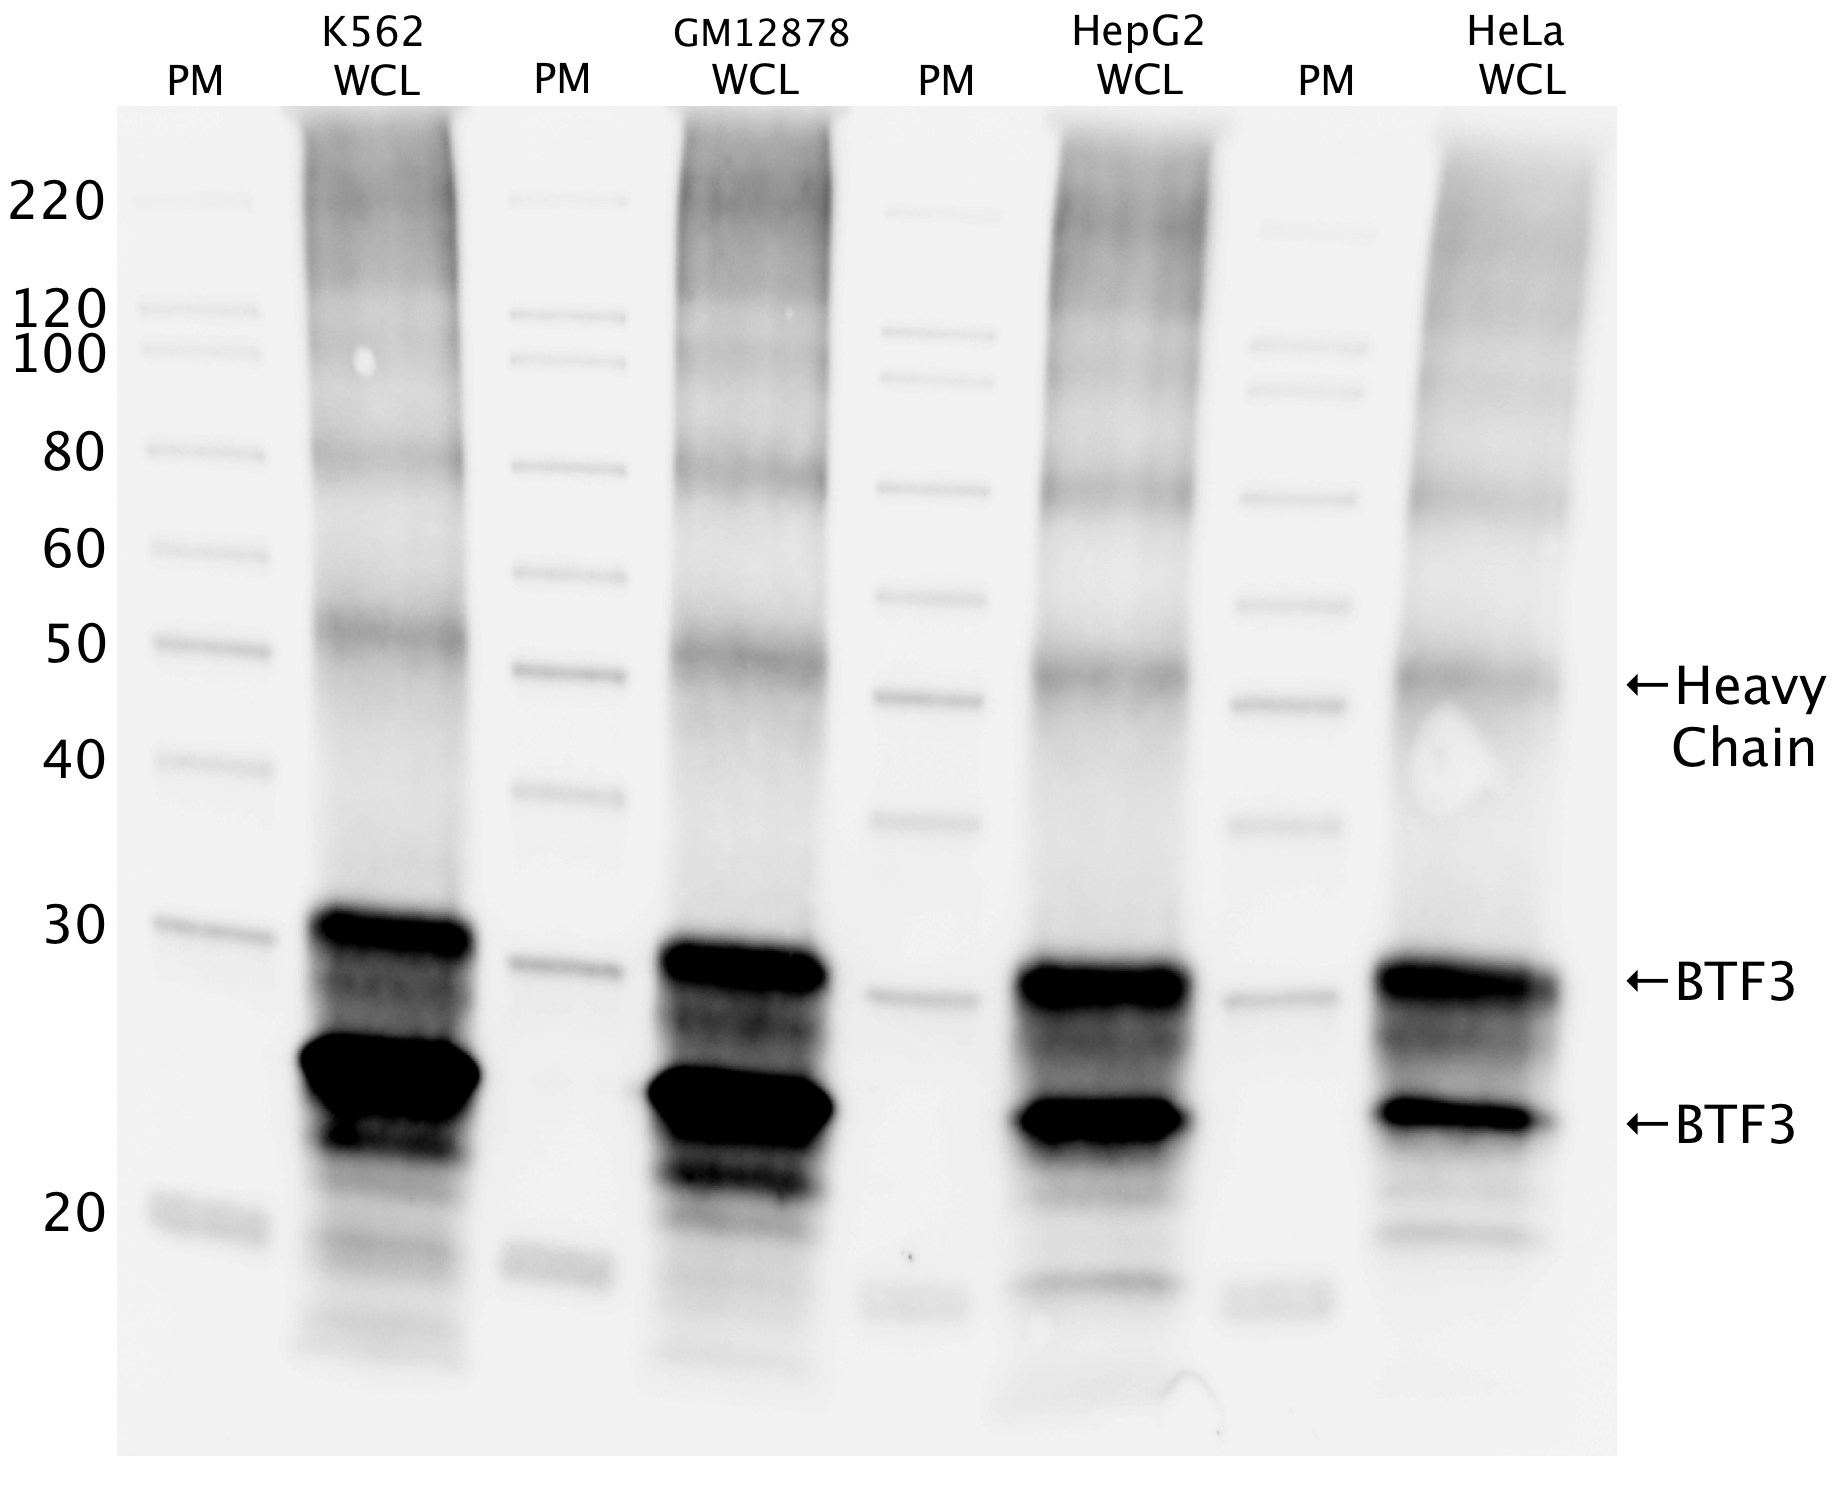 K562 GM12878 HepG2 HeLa
PM WCL PM WCL PM WCL PM WCL
220
120
100
80
60
50
←Heavy
Chain
40
30
←BTF3
←BTF3
20